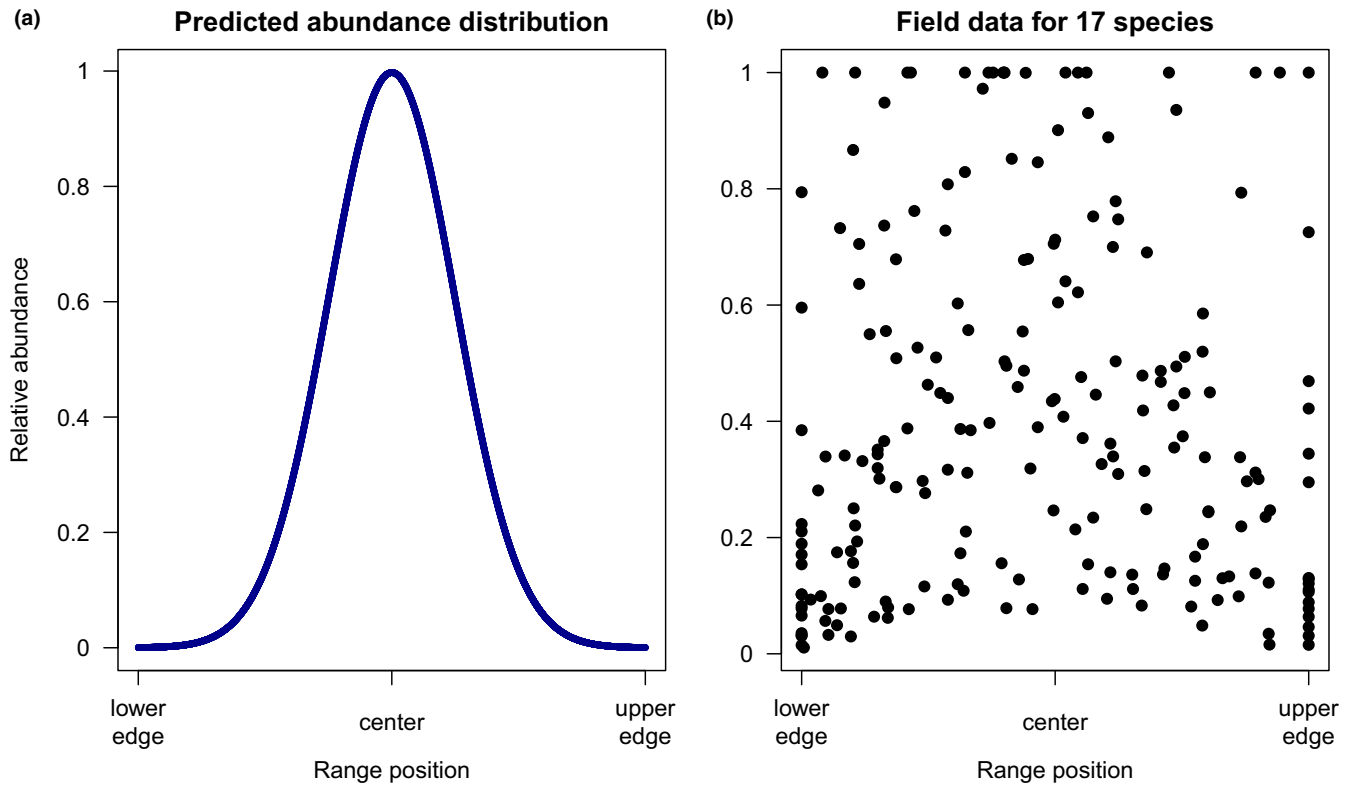 (a)
Predicted abundance distribution
Relative abundance
1
0.8
0.6
0.4
0.2
0
lower
edge
center
upper
edge
Range position
(b)
Field data for 17 species
1
0.8
0.6
0.4
0.2
0
lower
edge
center
upper
edge
Range position